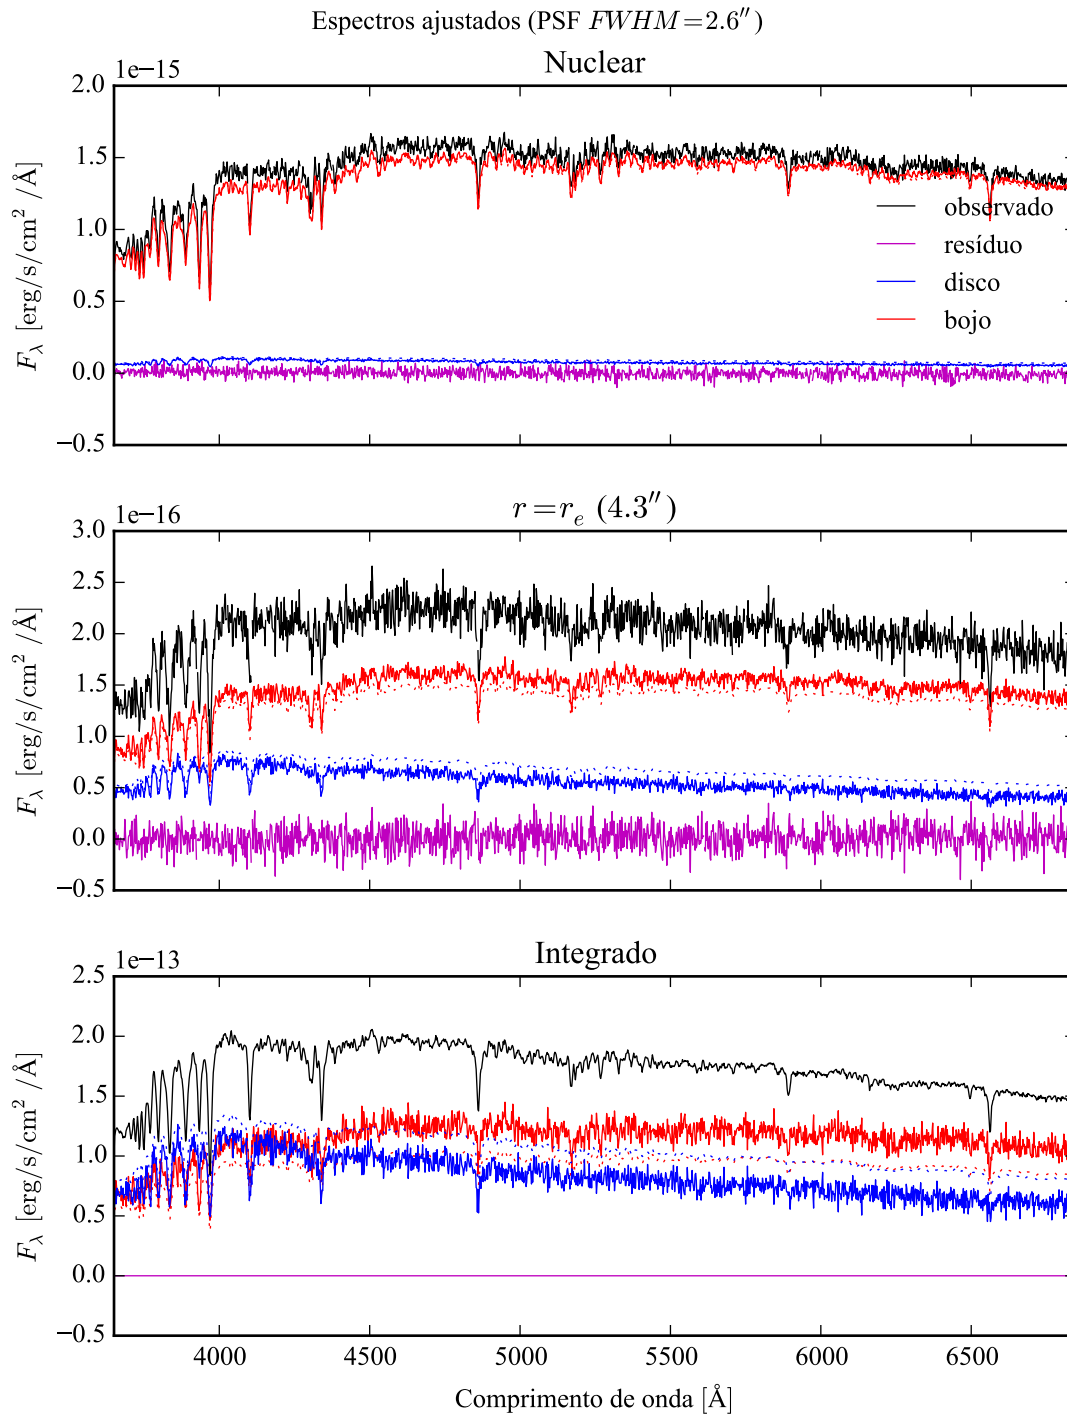 Espectros ajustados (PSF FWHM=2.6″)
1e−15
Nuclear
2.0
1.5
1.0
0.5
0.0
−0.5
F_λ [erg/s/cm² /Å]
observado
resíduo
disco
bojo
1e−16
r=r_e (4.3″)
3.0
2.5
2.0
1.5
1.0
0.5
0.0
−0.5
F_λ [erg/s/cm² /Å]
1e−13
Integrado
2.5
2.0
1.5
1.0
0.5
0.0
−0.5
F_λ [erg/s/cm² /Å]
4000 4500 5000 5500 6000 6500
Comprimento de onda [Å]